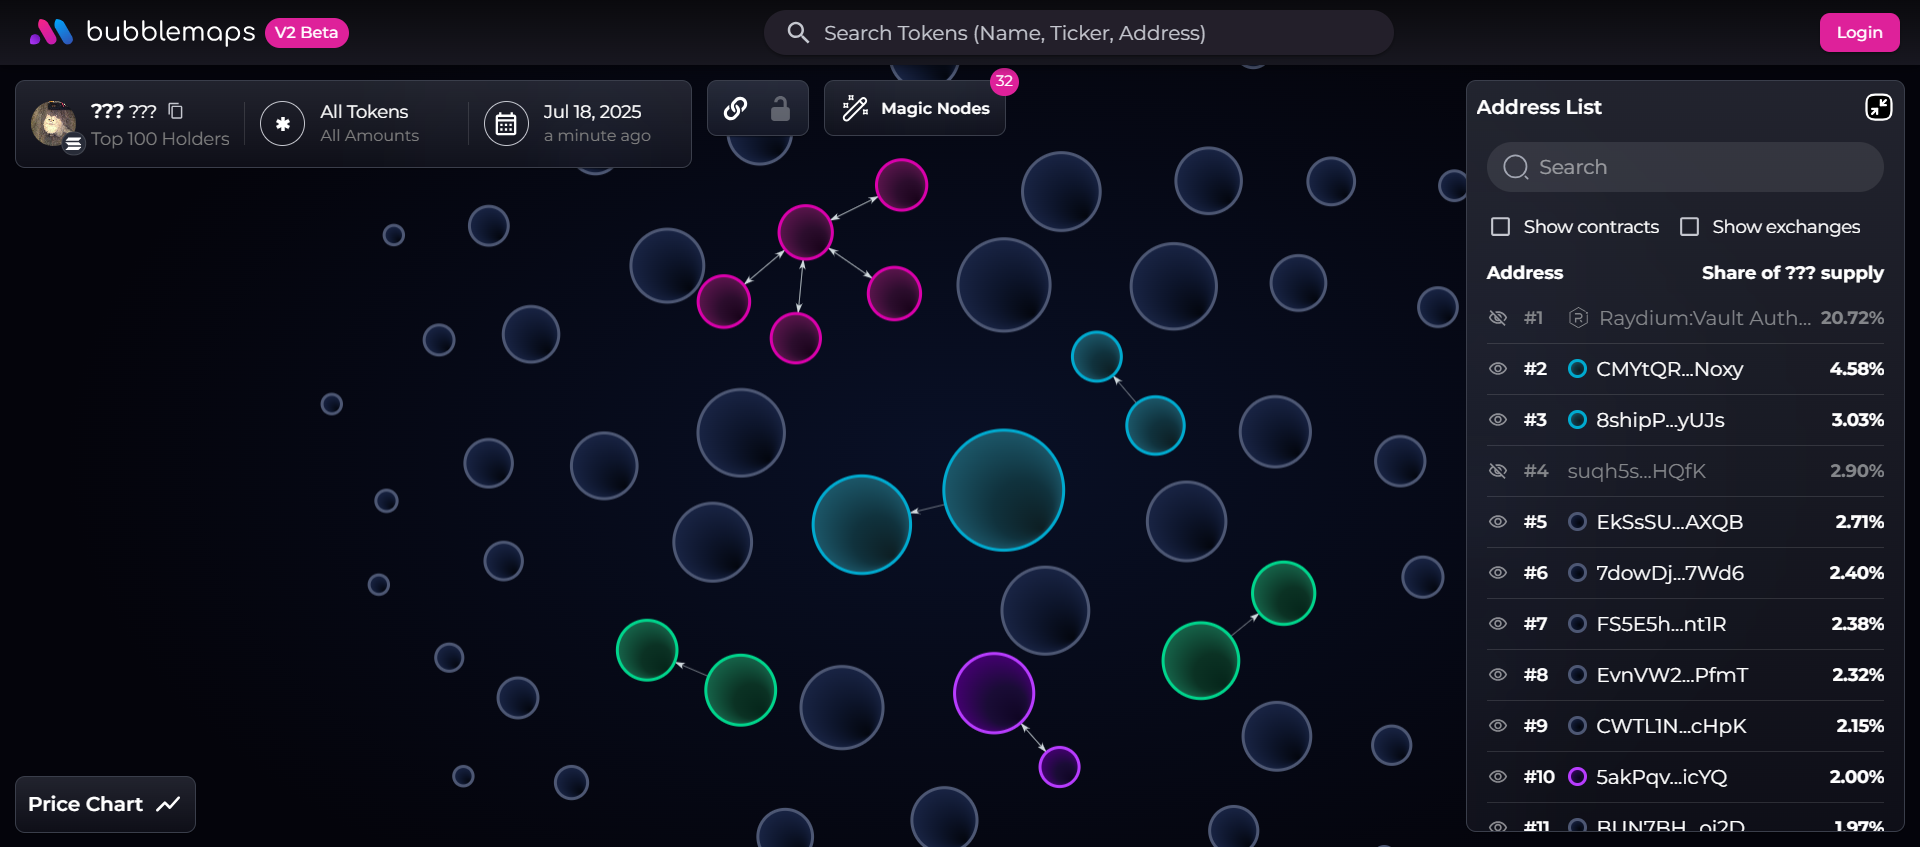 bubblemaps V2 Beta
Search Tokens (Name, Ticker, Address)
Login
??? ???
Top 100 Holders
All Tokens
All Amounts
Jul 18, 2025
a minute ago
Magic Nodes
32
Address List
Search
Show contracts Show exchanges
Address Share of ??? supply
#1 Raydium:Vault Auth... 20.72%
#2 CMYtQR...Noxy 4.58%
#3 8shipP...yUJs 3.03%
#4 suqh5s...HQfK 2.90%
#5 EkSsSU...AXQB 2.71%
#6 7dowDj...7Wd6 2.40%
#7 FS5E5h...nt1R 2.38%
#8 EvnVW2...PfmT 2.32%
#9 CWTL1N...cHpK 2.15%
#10 5akPqv...icYQ 2.00%
#11 1.97%
Price Chart